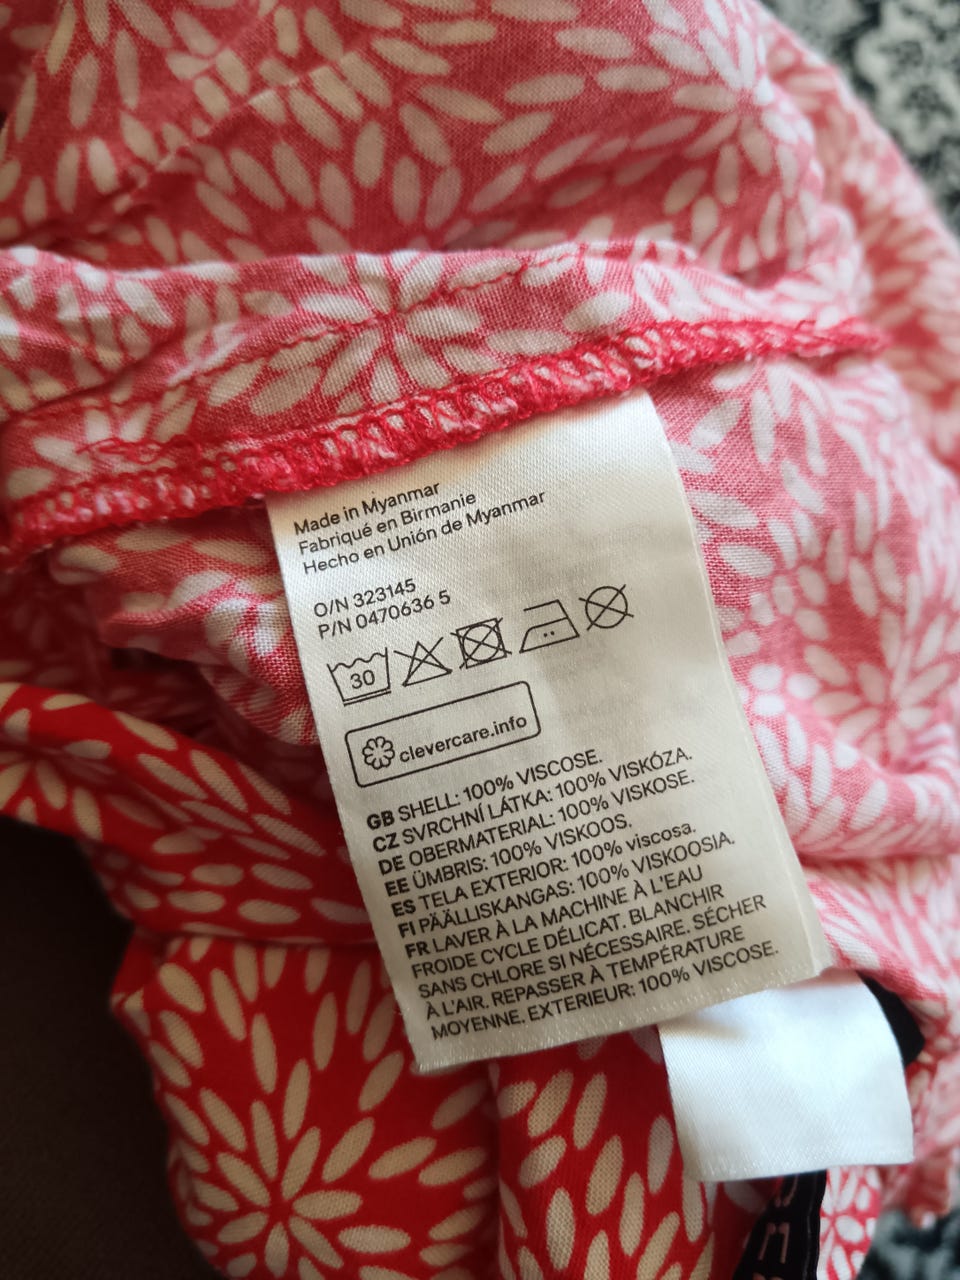 Made in Myanmar
Fabriqué en Birmanie
Hecho en Unión de Myanmar
O/N 323145
P/N 0470636 5
30
clevercare.info
GB SHELL: 100% VISCOSE.
CZ SVRCHNÍ LÁTKA: 100% VISKÓZA.
DE OBERMATERIAL: 100% VISKOSE.
EE ÜMBRIS: 100% VISKOOS.
ES TELA EXTERIOR: 100% viscosa.
FI PÄÄLLISKANGAS: 100% VISKOOSIA.
FR LAVER À LA MACHINE À L'EAU
FROIDE CYCLE DÉLICAT. BLANCHIR
SANS CHLORE SI NÉCESSAIRE. SÉCHER
À L'AIR. REPASSER À TEMPÉRATURE
MOYENNE. EXTERIEUR: 100% VISCOSE.